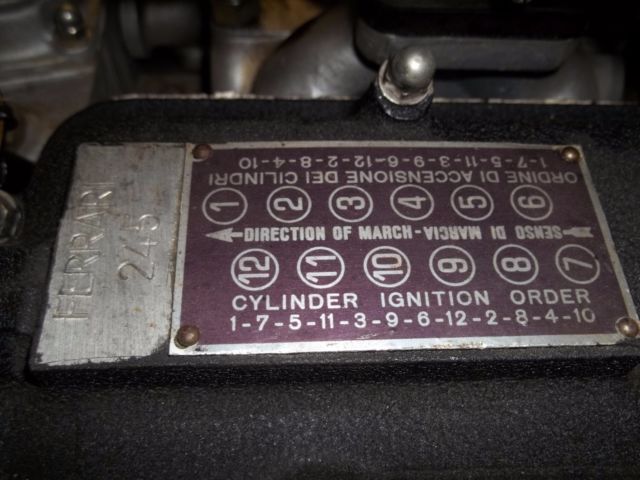 FERRARI
245
1-7-5-11-3-9-6-12-2-8-4-10
ORDINE DI ACCENSIONE DEI CILINDRI
1 2 3 4 5 6
DIRECTION OF MARCH-SENSO DI MARCIA
12 11 10 9 8 7
CYLINDER IGNITION ORDER
1-7-5-11-3-9-6-12-2-8-4-10